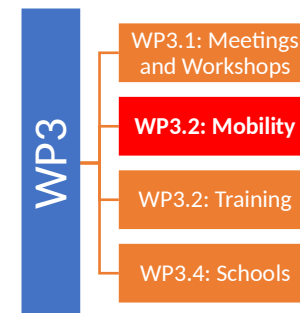 WP3
WP3.1: Meetings
and Workshops
WP3.2: Mobility
WP3.2: Training
WP3.4: Schools